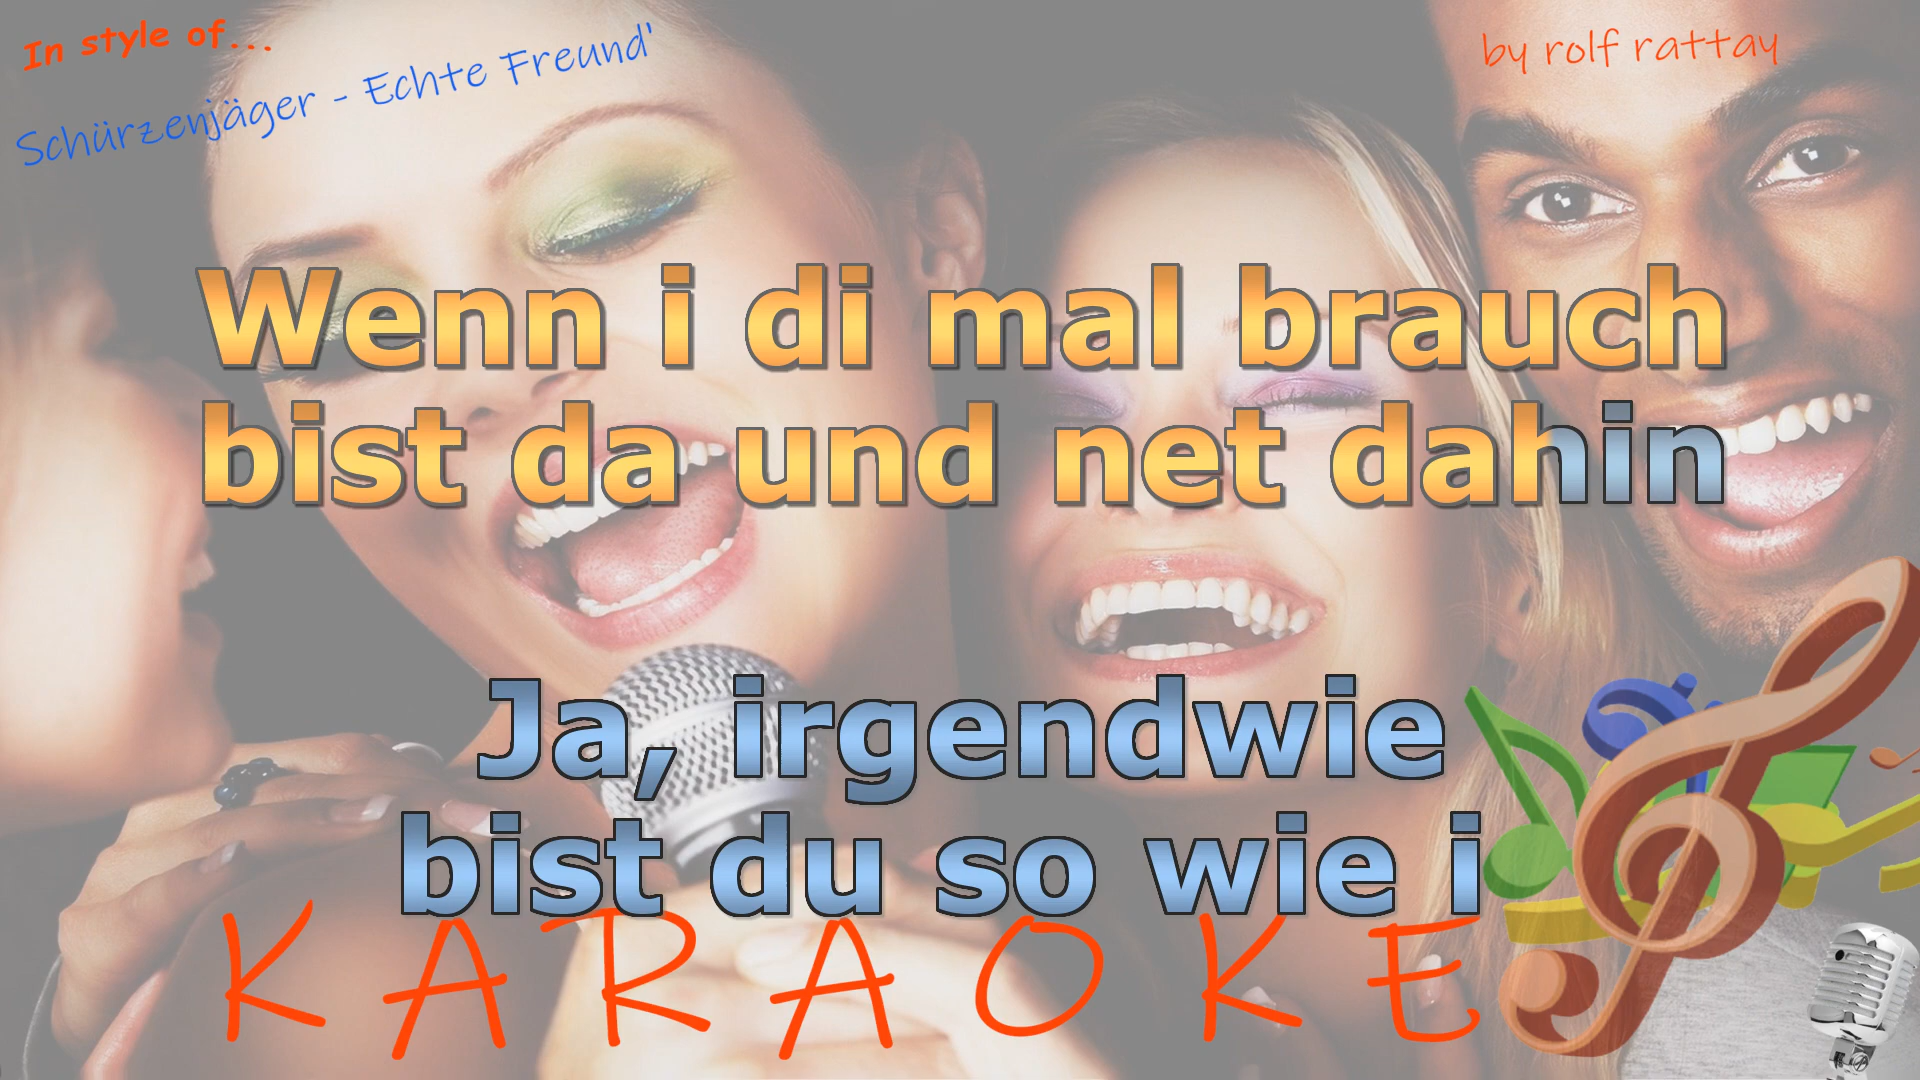 In style of...
Schürzenjäger - Echte Freund'
by rolf rattay
Wenn i di mal brauch
bist da und net dahin
Ja, irgendwie
bist du so wie i
KARAOKE